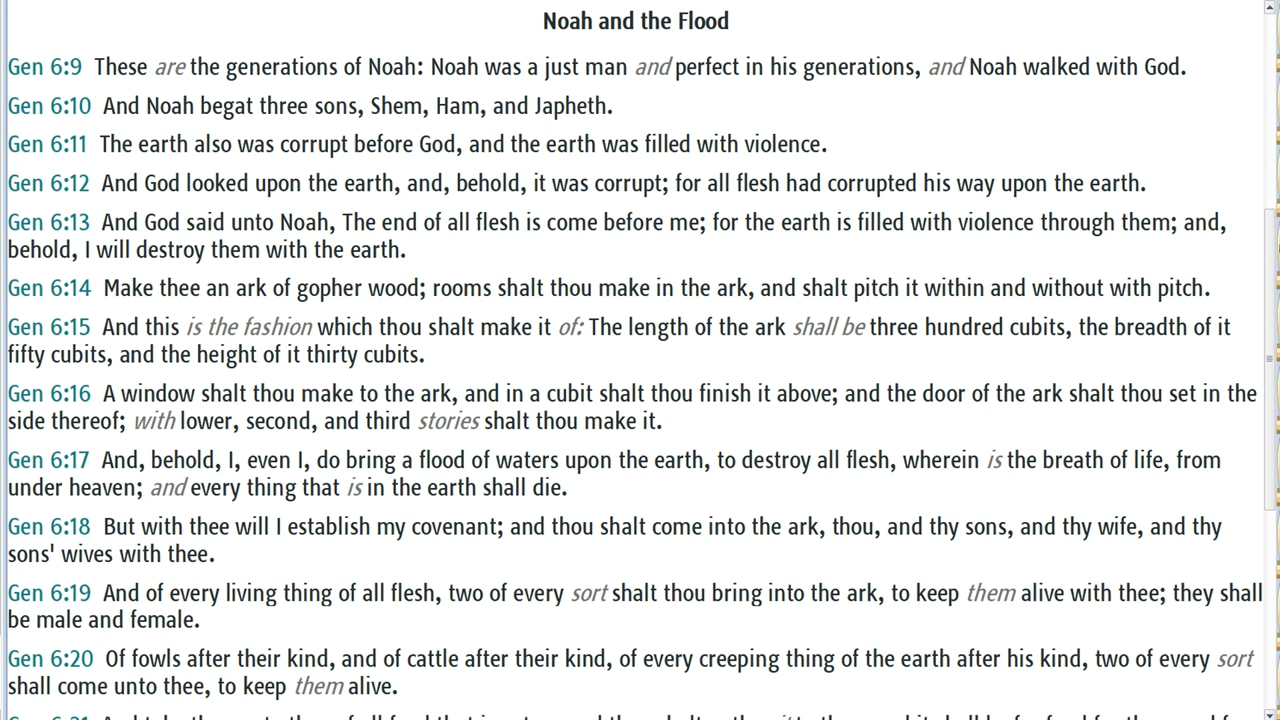 Noah and the Flood
Gen 6:9 These are the generations of Noah: Noah was a just man and perfect in his generations, and Noah walked with God.
Gen 6:10 And Noah begat three sons, Shem, Ham, and Japheth.
Gen 6:11 The earth also was corrupt before God, and the earth was filled with violence.
Gen 6:12 And God looked upon the earth, and, behold, it was corrupt; for all flesh had corrupted his way upon the earth.
Gen 6:13 And God said unto Noah, The end of all flesh is come before me; for the earth is filled with violence through them; and,
behold, I will destroy them with the earth.
Gen 6:14 Make thee an ark of gopher wood; rooms shalt thou make in the ark, and shalt pitch it within and without with pitch.
Gen 6:15 And this is the fashion which thou shalt make it of: The length of the ark shall be three hundred cubits, the breadth of it
fifty cubits, and the height of it thirty cubits.
Gen 6:16 A window shalt thou make to the ark, and in a cubit shalt thou finish it above; and the door of the ark shalt thou set in the
side thereof; with lower, second, and third stories shalt thou make it.
Gen 6:17 And, behold, I, even I, do bring a flood of waters upon the earth, to destroy all flesh, wherein is the breath of life, from
under heaven; and every thing that is in the earth shall die.
Gen 6:18 But with thee will I establish my covenant; and thou shalt come into the ark, thou, and thy sons, and thy wife, and thy
sons' wives with thee.
Gen 6:19 And of every living thing of all flesh, two of every sort shalt thou bring into the ark, to keep them alive with thee; they shall
be male and female.
Gen 6:20 Of fowls after their kind, and of cattle after their kind, of every creeping thing of the earth after his kind, two of every sort
shall come unto thee, to keep them alive.